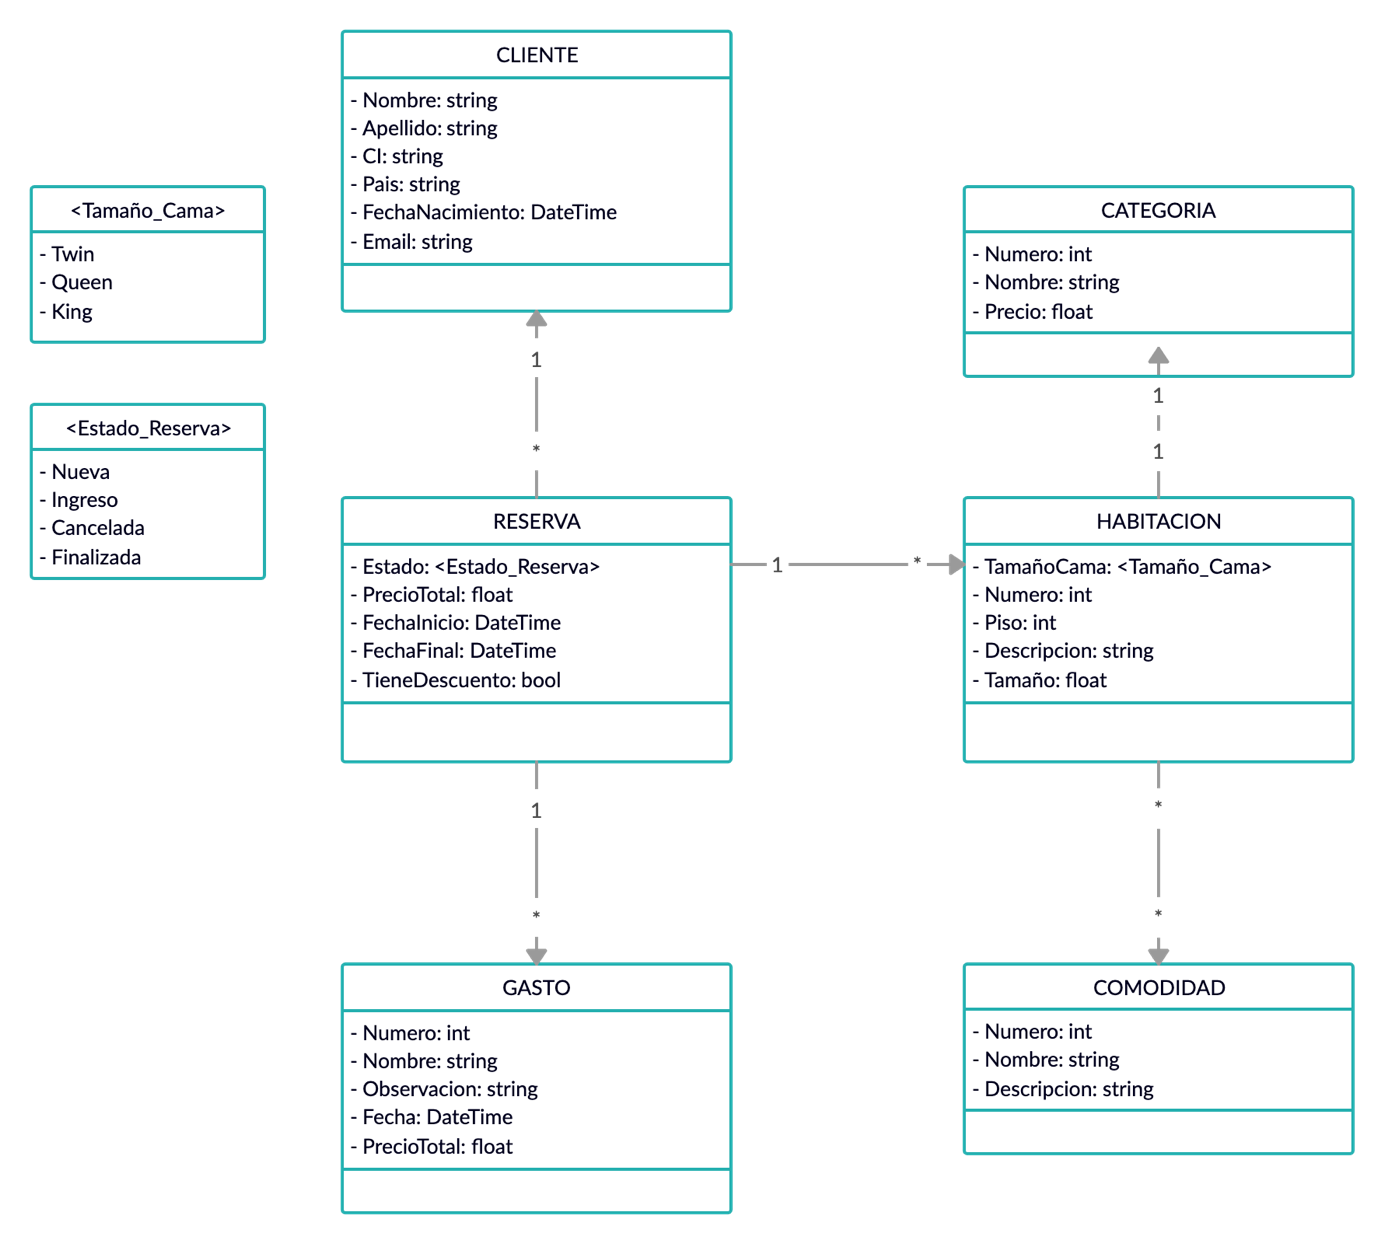 CLIENTE
- Nombre: string
- Apellido: string
- CI: string
- Pais: string
- FechaNacimiento: DateTime
- Email: string
<Tamaño_Cama>
- Twin
- Queen
- King
CATEGORIA
- Numero: int
- Nombre: string
- Precio: float
<Estado_Reserva>
- Nueva
- Ingreso
- Cancelada
- Finalizada
1
*
1
1
RESERVA
- Estado: <Estado_Reserva>
- PrecioTotal: float
- FechaInicio: DateTime
- FechaFinal: DateTime
- TieneDescuento: bool
1
*
HABITACION
- TamañoCama: <Tamaño_Cama>
- Numero: int
- Piso: int
- Descripcion: string
- Tamaño: float
1
*
*
*
GASTO
- Numero: int
- Nombre: string
- Observacion: string
- Fecha: DateTime
- PrecioTotal: float
COMODIDAD
- Numero: int
- Nombre: string
- Descripcion: string